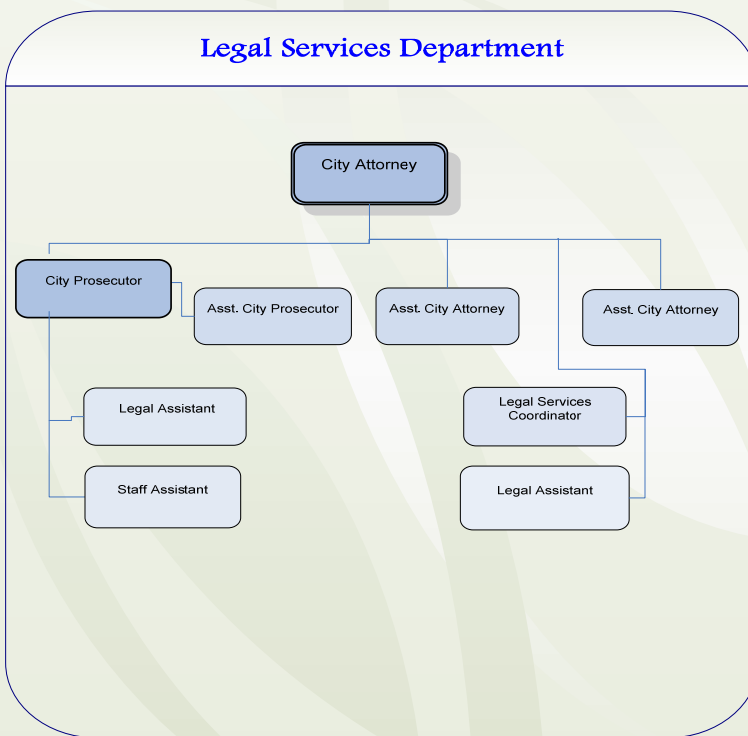 Legal Services Department
City Attorney
City Prosecutor
Asst. City Prosecutor
Asst. City Attorney
Asst. City Attorney
Legal Assistant
Legal Services
Coordinator
Staff Assistant
Legal Assistant